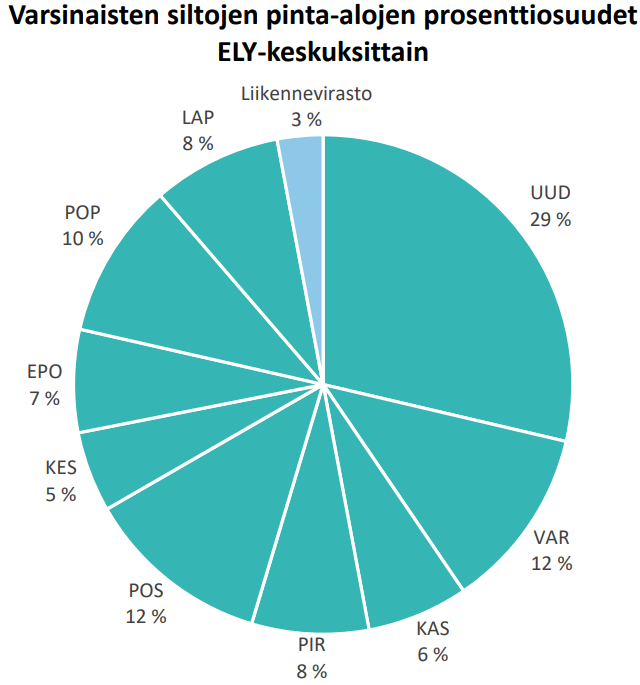 Varsinaisten siltojen pinta-alojen prosenttiosuudet
ELY-keskuksittain
Liikennevirasto
3 %
UUD
29 %
VAR
12 %
KAS
6 %
PIR
8 %
POS
12 %
KES
5 %
EPO
7 %
POP
10 %
LAP
8 %